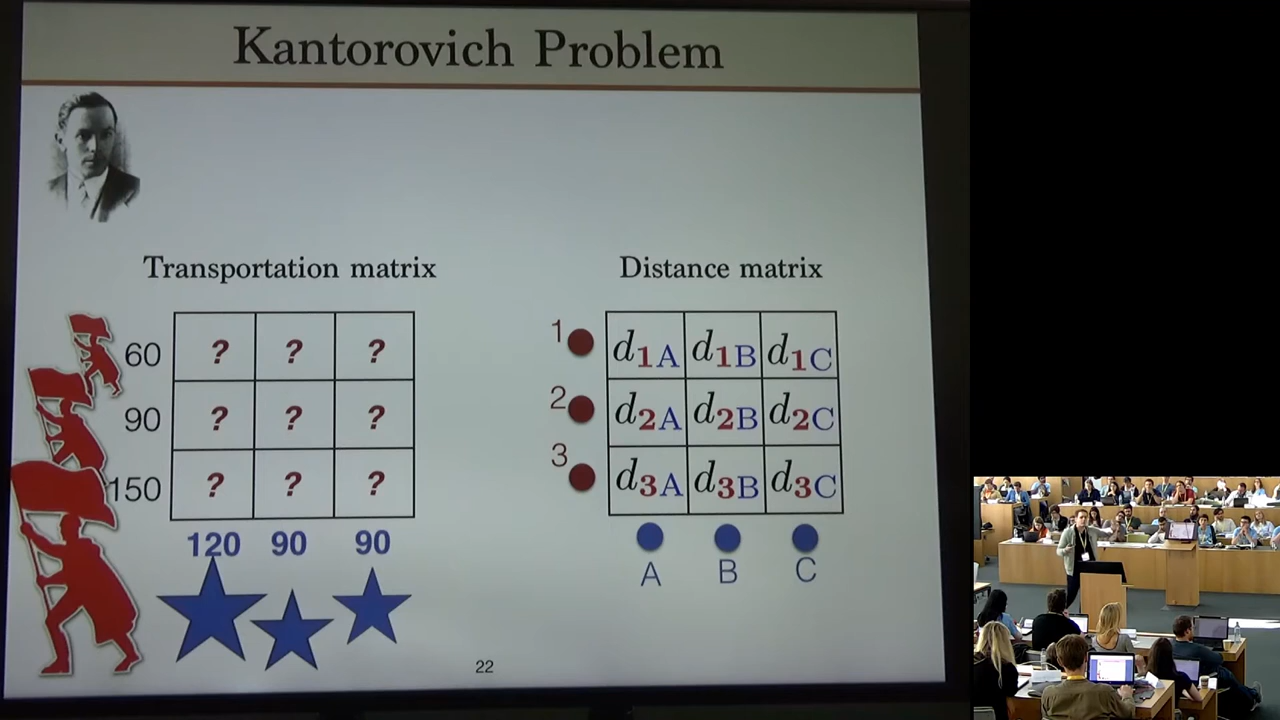 Kantorovich Problem
Transportation matrix
Distance matrix
60 ? ? ?
90 ? ? ?
150 ? ? ?
120 90 90
1 d1A d1B d1C
2 d2A d2B d2C
3 d3A d3B d3C
A B C
22